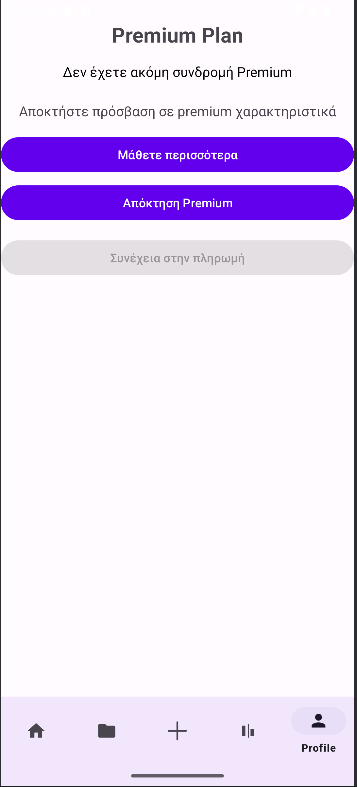 Premium Plan
Δεν έχετε ακόμη συνδρομή Premium
Αποκτήστε πρόσβαση σε premium χαρακτηριστικά
Μάθετε περισσότερα
Απόκτηση Premium
Συνέχεια στην πληρωμή
Profile